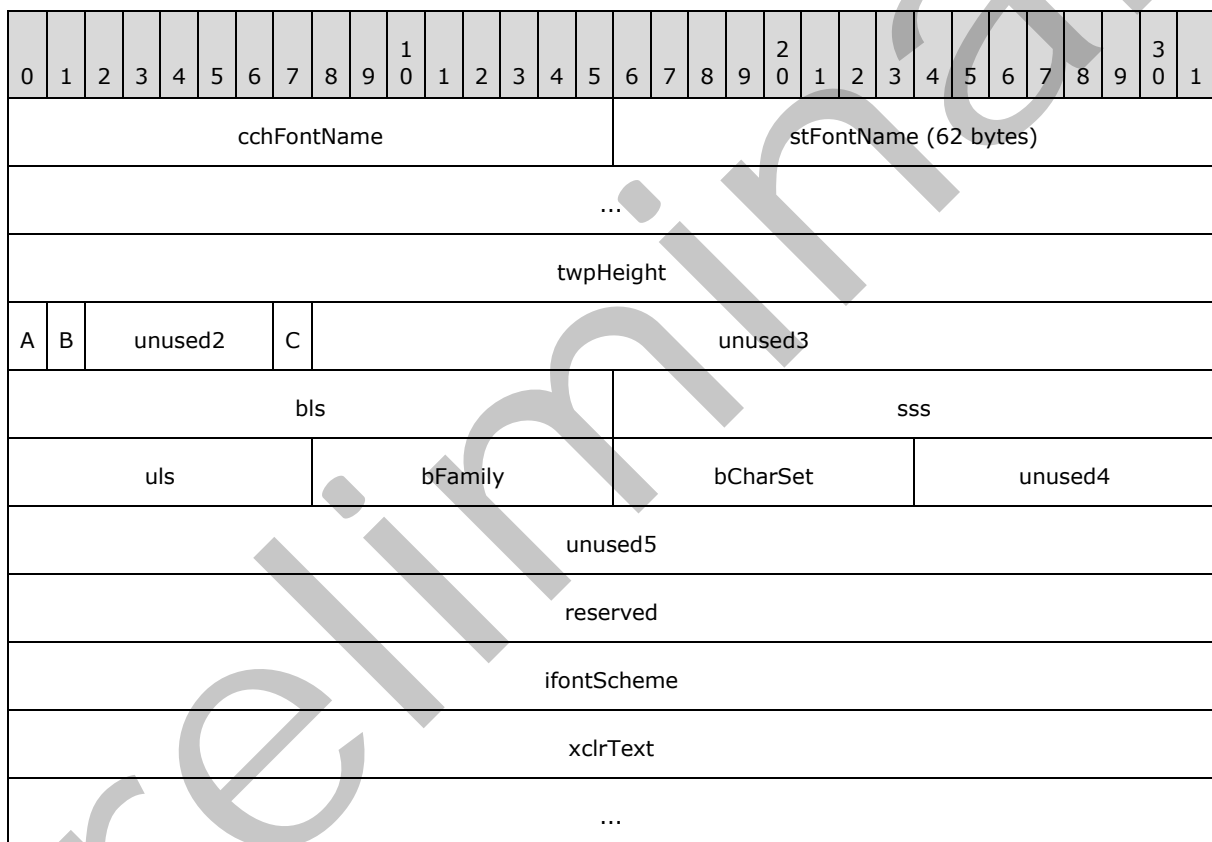 1 2 3
0 1 2 3 4 5 6 7 8 9 0 1 2 3 4 5 6 7 8 9 0 1 2 3 4 5 6 7 8 9 0 1
cchFontName stFontName (62 bytes)
...
twpHeight
A B unused2 C unused3
bls sss
uls bFamily bCharSet unused4
unused5
reserved
ifontScheme
xclrText
...
relimina